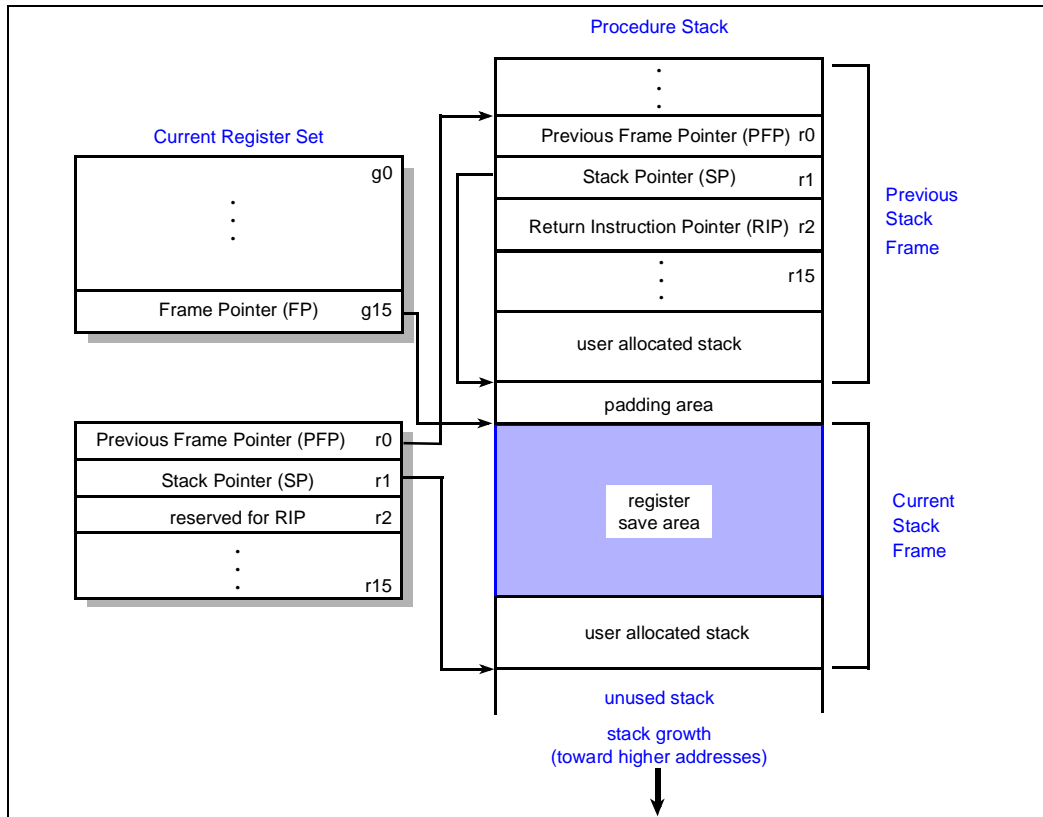 Procedure Stack
Current Register Set
g0
Frame Pointer (FP) g15
Previous Frame Pointer (PFP) r0
Stack Pointer (SP) r1
reserved for RIP r2
r15
Previous Frame Pointer (PFP) r0
Stack Pointer (SP) r1
Return Instruction Pointer (RIP) r2
r15
user allocated stack
padding area
register
save area
user allocated stack
unused stack
stack growth
(toward higher addresses)
Previous
Stack
Frame
Current
Stack
Frame